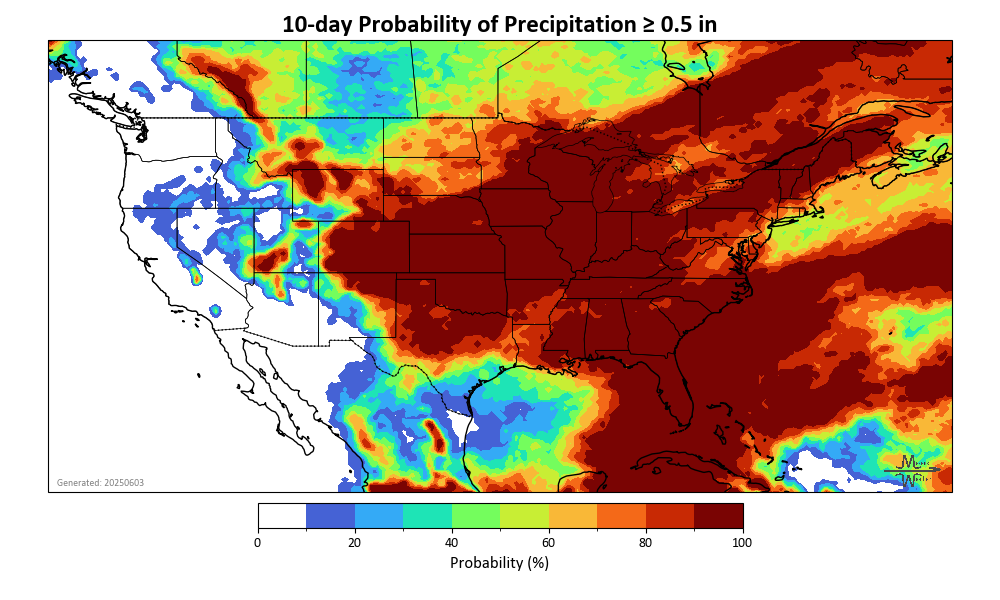 10-day Probability of Precipitation ≥ 0.5 in
Generated: 20250603
0 20 40 60 80 100
Probability (%)